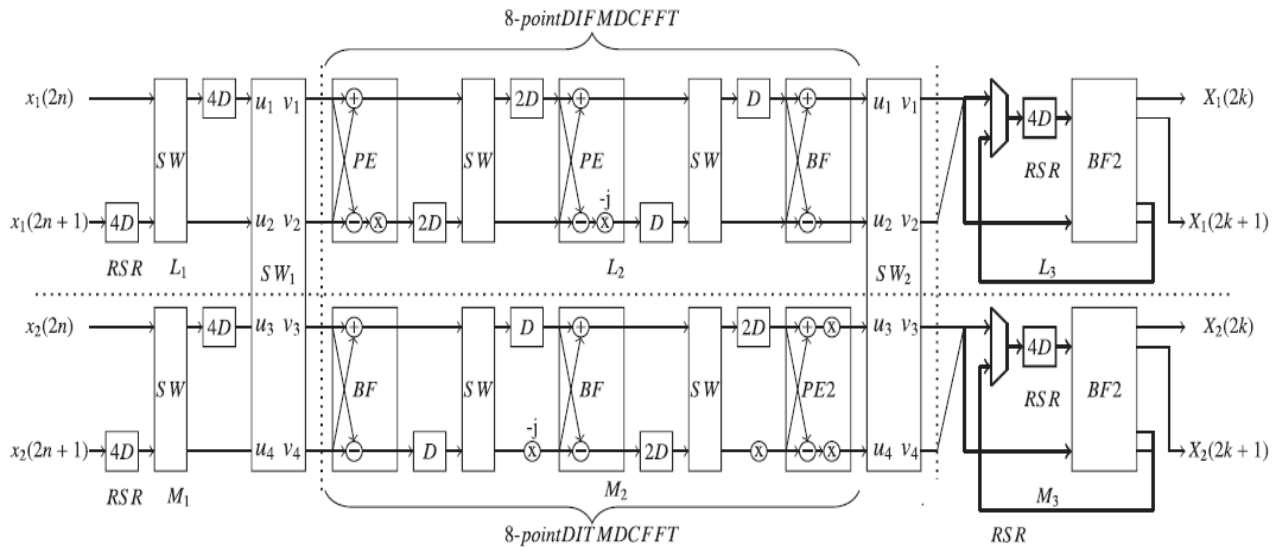 8-pointDIFMDCFFT
x₁(2n) 4D u₁ v₁ 2D D u₁ v₁ 4D X₁(2k)
SW PE SW PE SW BF RSR BF2
-j
x₁(2n+1) 4D u₂ v₂ x 2D x D u₂ v₂ X₁(2k+1)
RSR L₁ SW₁ L₂ SW₂ L₃
x₂(2n) 4D u₃ v₃ D 2D x u₃ v₃ 4D X₂(2k)
SW BF SW BF SW PE2 RSR BF2
-j
x₂(2n+1) 4D u₄ v₄ D x 2D x x u₄ v₄ X₂(2k+1)
RSR M₁ M₂ M₃
8-pointDITMDCFFT RSR